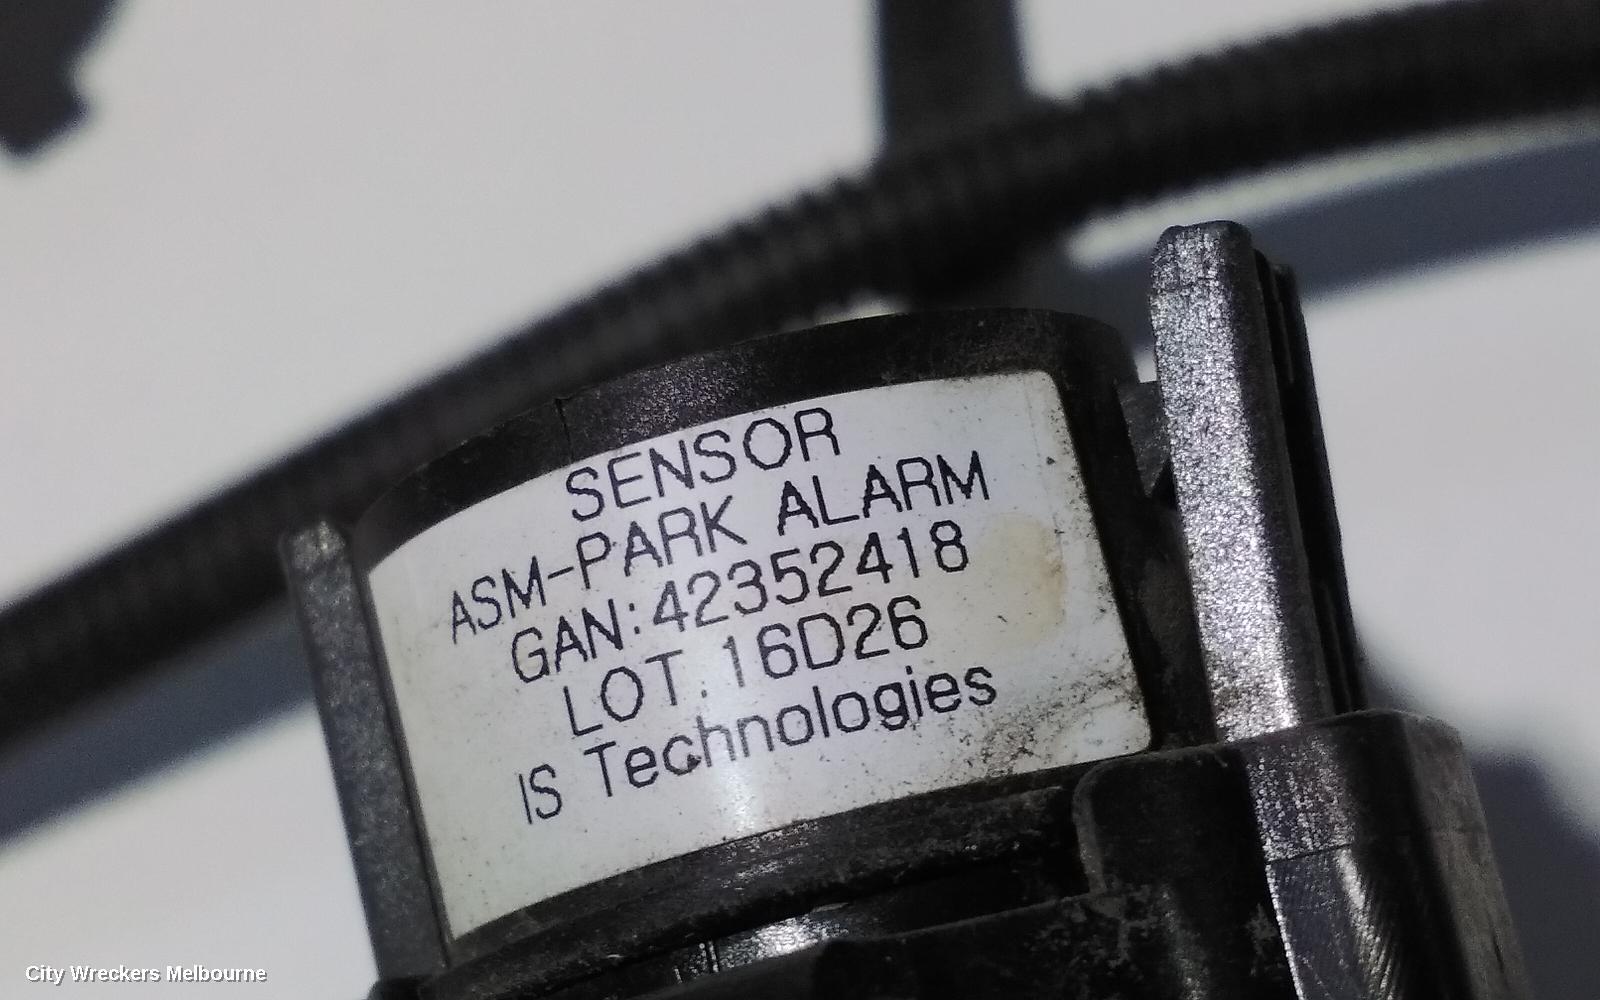 SENSOR
ASM-PARK ALARM
GAN:42352418
LOT.16D26
IS Technologies
City Wreckers Melbourne